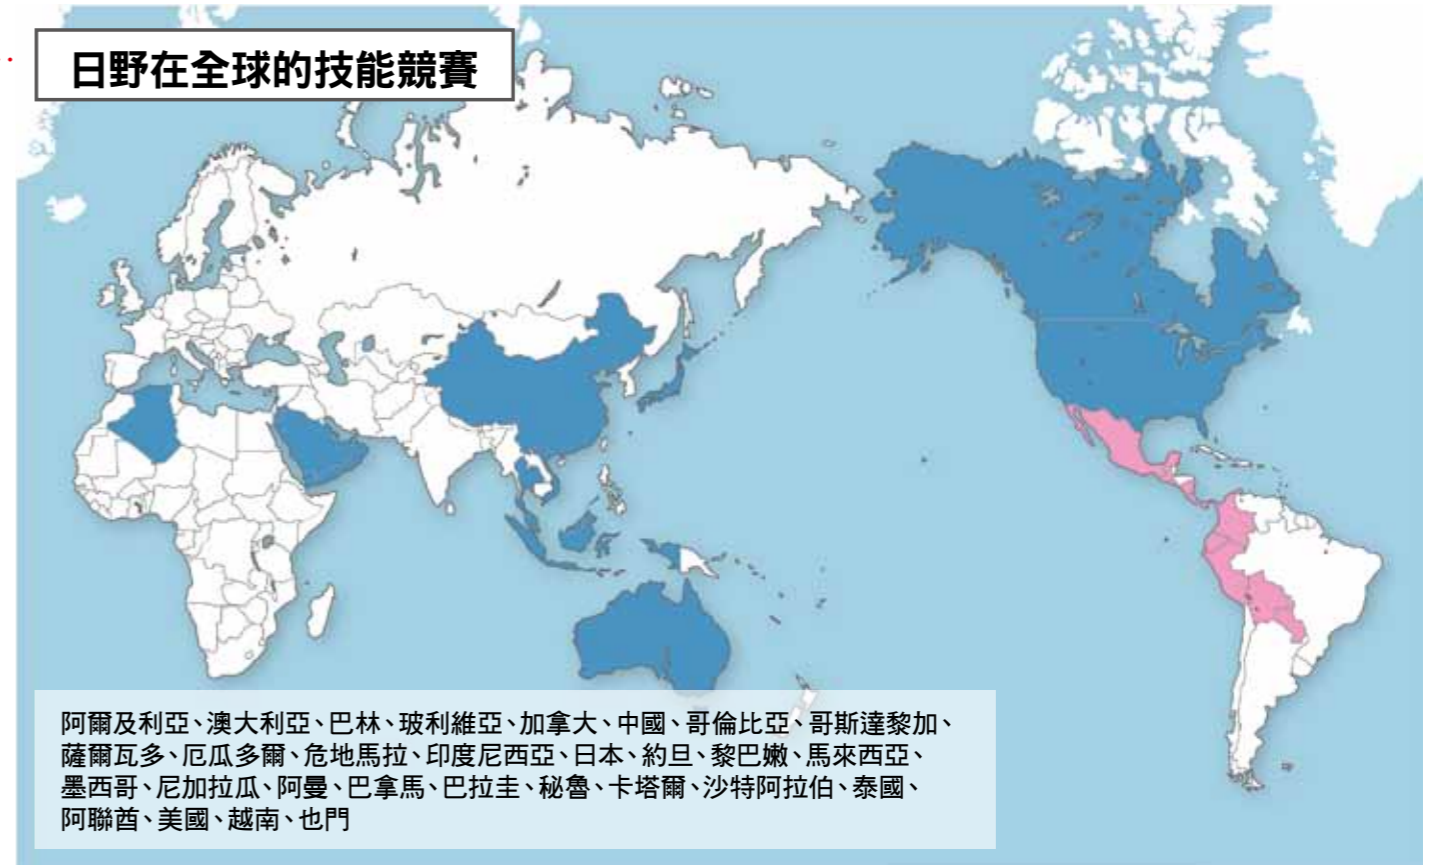 日野在全球的技能競賽
阿爾及利亞、澳大利亞、巴林、玻利維亞、加拿大、中國、哥倫比亞、哥斯達黎加、
薩爾瓦多、厄瓜多爾、危地馬拉、印度尼西亞、日本、約旦、黎巴嫩、馬來西亞、
墨西哥、尼加拉瓜、阿曼、巴拿馬、巴拉圭、秘魯、卡塔爾、沙特阿拉伯、泰國、
阿聯酋、美國、越南、也門